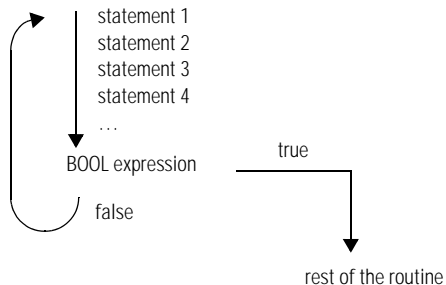 statement 1
statement 2
statement 3
statement 4
...
BOOL expression
true
false
rest of the routine